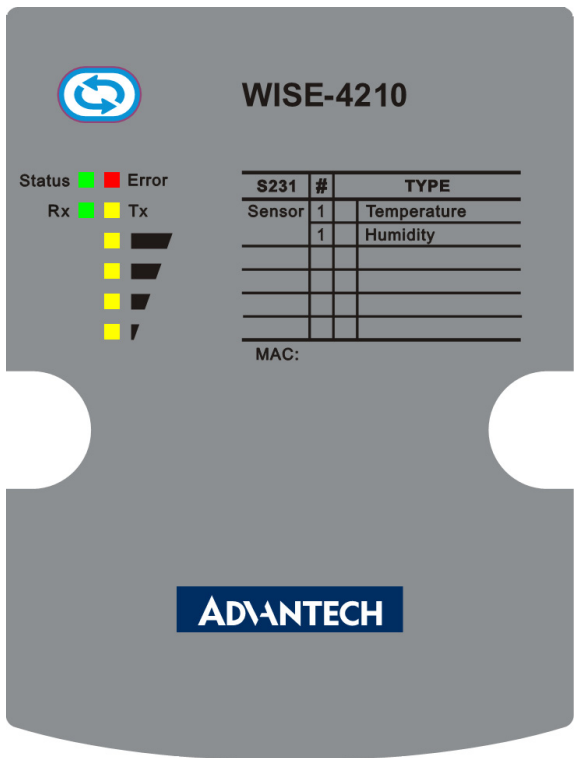 WISE-4210
Status Error
Rx Tx
S231 # TYPE
Sensor 1 Temperature
1 Humidity
MAC:
ADVANTECH